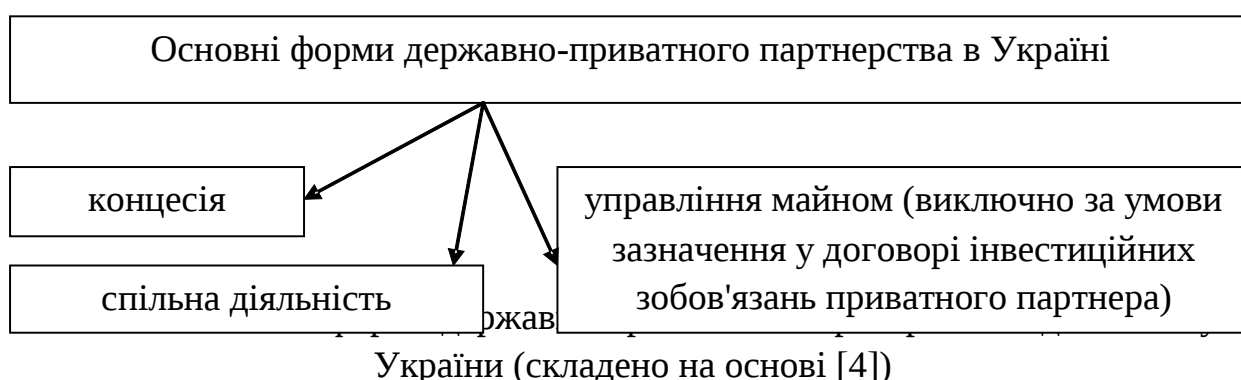 Основні форми державно-приватного партнерства в Україні
концесія
спільна діяльність
управління майном (виключно за умови
зазначення у договорі інвестиційних
зобов'язань приватного партнера)
України (складено на основі [4])